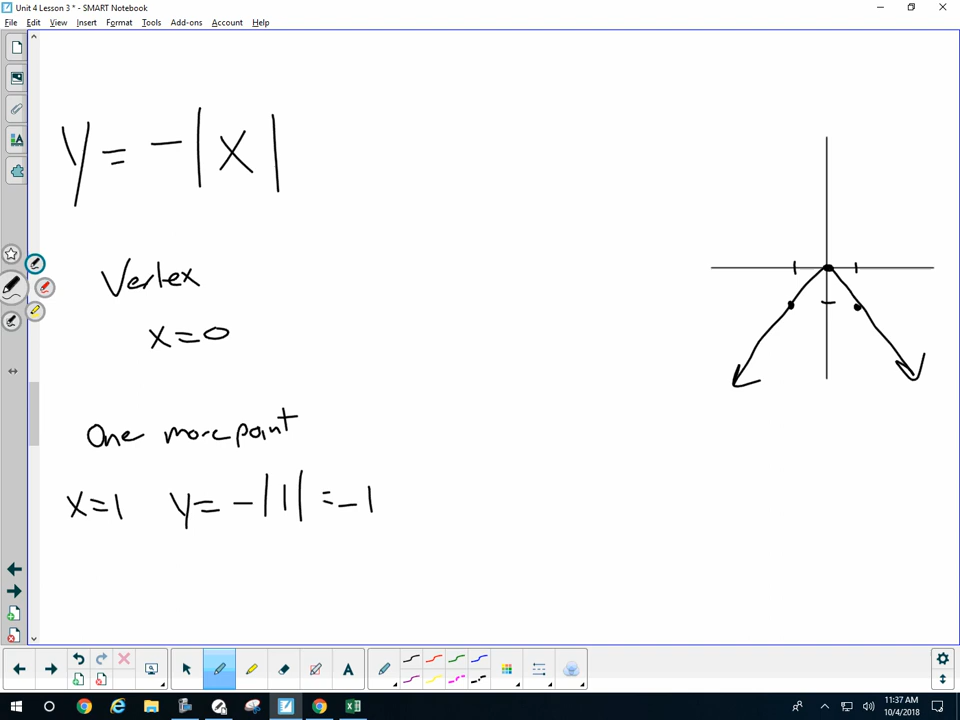 Unit 4 Lesson 3 * - SMART Notebook
File Edit View Insert Format Tools Add-ons Account Help
y = -|x|
Vertex
x=0
One more point
x=1 y= -|1| = -1
A
11:37 AM
10/4/2018